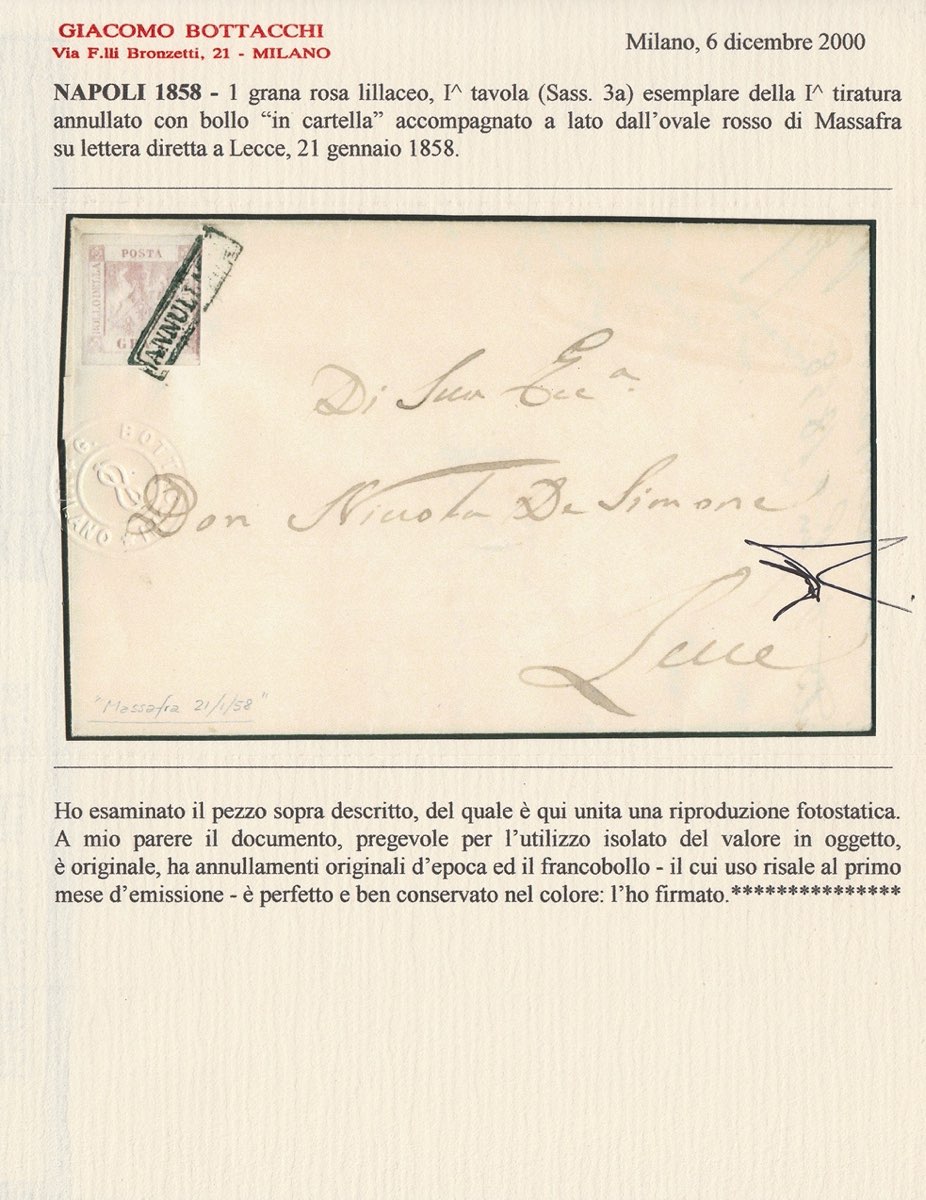 GIACOMO BOTTACCHI
Via F.lli Bronzetti, 21 - MILANO
Milano, 6 dicembre 2000
NAPOLI 1858 - 1 grana rosa lillaceo, I^ tavola (Sass. 3a) esemplare della I^ tiratura
annullato con bollo “in cartella” accompagnato a lato dall’ovale rosso di Massafra
su lettera diretta a Lecce, 21 gennaio 1858.
POSTA
BOLLO DELLA
ANNULLATO
Di Sua Ecc.a
Don Nicola De Simone
Lecce
"Massafra 21/1/58"
Ho esaminato il pezzo sopra descritto, del quale è qui unita una riproduzione fotostatica.
A mio parere il documento, pregevole per l’utilizzo isolato del valore in oggetto,
è originale, ha annullamenti originali d’epoca ed il francobollo - il cui uso risale al primo
mese d’emissione - è perfetto e ben conservato nel colore: l’ho firmato.***************